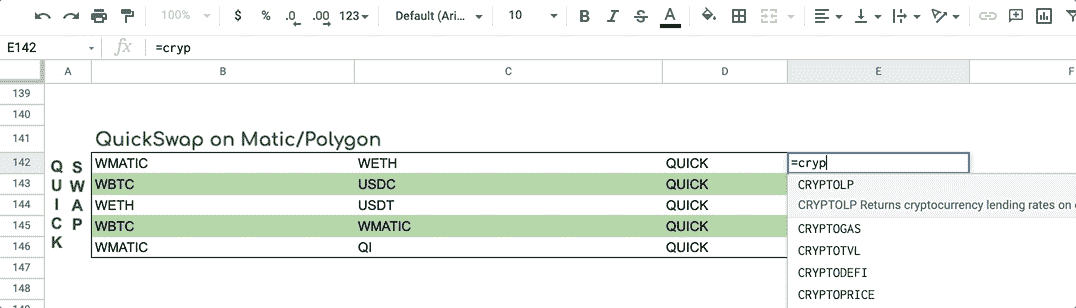 100% $ % .0 .00 123 Default (Ari... 10 B I S A
E142 fx =cryp
A B C D E F
139
140
141 QuickSwap on Matic/Polygon
142 WMATIC WETH QUICK =cryp
143 WBTC USDC QUICK
144 WETH USDT QUICK
145 WBTC WMATIC QUICK
146 WMATIC QI QUICK
QUICK
SWAP
CRYPTOLP
CRYPTOLP Returns cryptocurrency lending rates on
CRYPTOGAS
CRYPTOTVL
CRYPTODEFI
CRYPTOPRICE
147
148